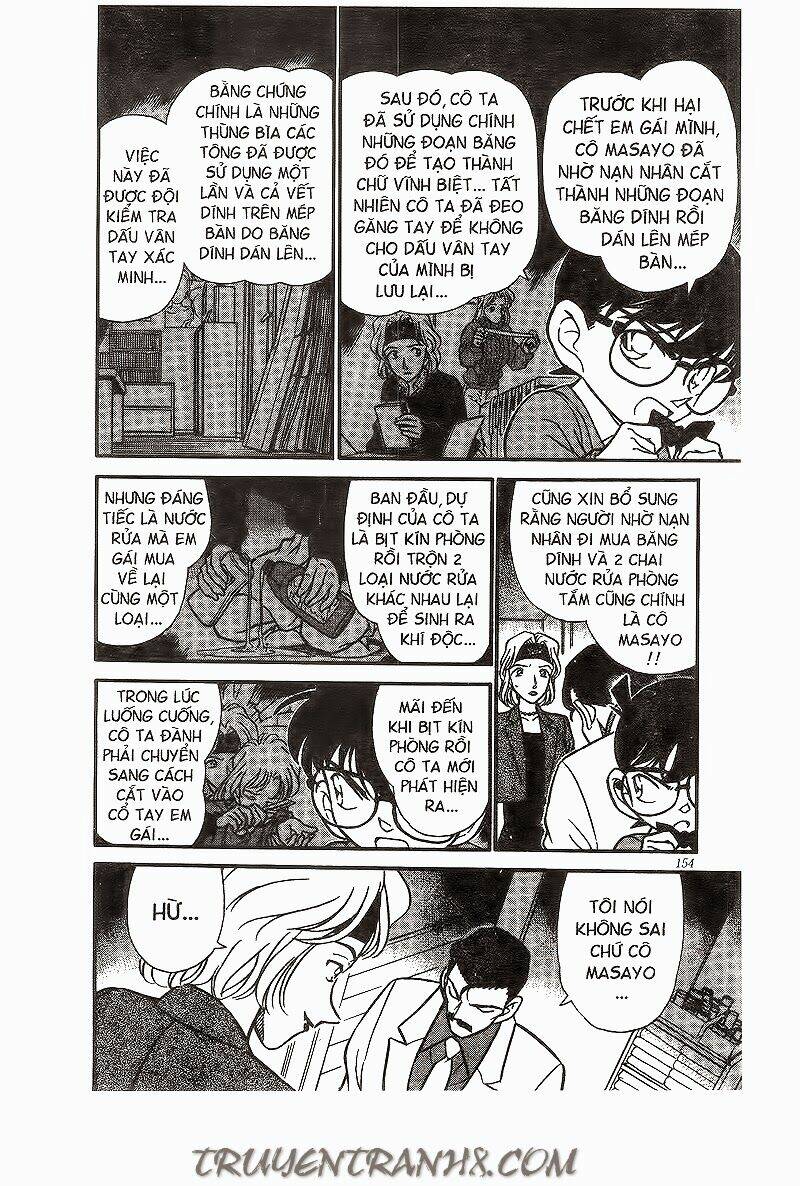 TRƯỚC KHI HẠI
CHẾT EM GÁI MÌNH,
CÔ MASAYO ĐÃ
NHỜ NẠN NHÂN CẮT
THÀNH NHỮNG ĐOẠN
BĂNG DÍNH RỒI
DÁN LÊN MÉP
BÀN...
SAU ĐÓ, CÔ TA
ĐÃ SỬ DỤNG CHÍNH
NHỮNG ĐOẠN BĂNG
ĐÓ ĐỂ TẠO THÀNH
CHỮ VĨNH BIỆT... TẤT
NHIÊN CÔ TA ĐÃ ĐEO
GĂNG TAY ĐỂ KHÔNG
CHO DẤU VÂN TAY
CỦA MÌNH BỊ
LƯU LẠI...
BẰNG CHỨNG
CHÍNH LÀ NHỮNG
THÙNG BÌA CÁC
TÔNG ĐÃ ĐƯỢC
SỬ DỤNG MỘT
LẦN VÀ CẢ VẾT
DÍNH TRÊN MÉP
BÀN DO BĂNG
DÍNH DÁN LÊN...
VIỆC
NÀY ĐÃ
ĐƯỢC ĐỘI
KIỂM TRA
DẤU VÂN
TAY XÁC
MINH...
CŨNG XIN BỔ SUNG
RẰNG NGƯỜI NHỜ NẠN
NHÂN ĐI MUA BĂNG
DÍNH VÀ 2 CHAI
NƯỚC RỬA PHÒNG
TẮM CŨNG CHÍNH
LÀ CÔ
MASAYO
!!
BAN ĐẦU, DỰ
ĐỊNH CỦA CÔ TA
LÀ BỊT KÍN PHÒNG
RỒI TRỘN 2
LOẠI NƯỚC RỬA
KHÁC NHAU LẠI
ĐỂ SINH RA
KHÍ ĐỘC...
NHƯNG ĐÁNG
TIẾC LÀ NƯỚC
RỬA MÀ EM
GÁI MUA
VỀ LẠI
CÙNG MỘT
LOẠI...
MÃI ĐẾN
KHI BỊT KÍN
PHÒNG RỒI
CÔ TA MỚI
PHÁT HIỆN
RA...
TRONG LÚC
LUỐNG CUỐNG,
CÔ TA ĐÀNH
PHẢI CHUYỂN
SANG CÁCH
CẮT VÀO
CỔ TAY EM
GÁI...
154
TÔI NÓI
KHÔNG SAI
CHỨ CÔ
MASAYO
...
HỪ...
TRUYENTRANH8.COM